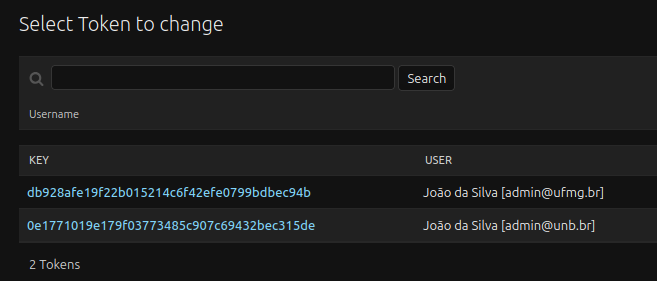 Select Token to change
Search
Username
KEY USER
db928afe19f22b015214c6f42efe0799bdbec94b João da Silva [admin@ufmg.br]
0e1771019e179f03773485c907c69432bec315de João da Silva [admin@unb.br]
2 Tokens